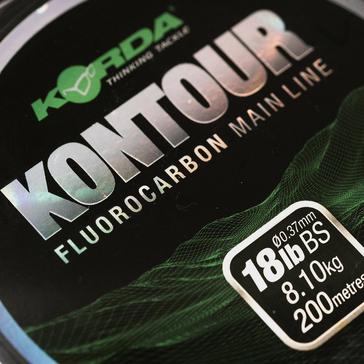 KORDA
THINKING TACKLE
KONTOUR
FLUOROCARBON MAIN LINE
Ø0.37mm
18lb BS
8.10kg
200metres